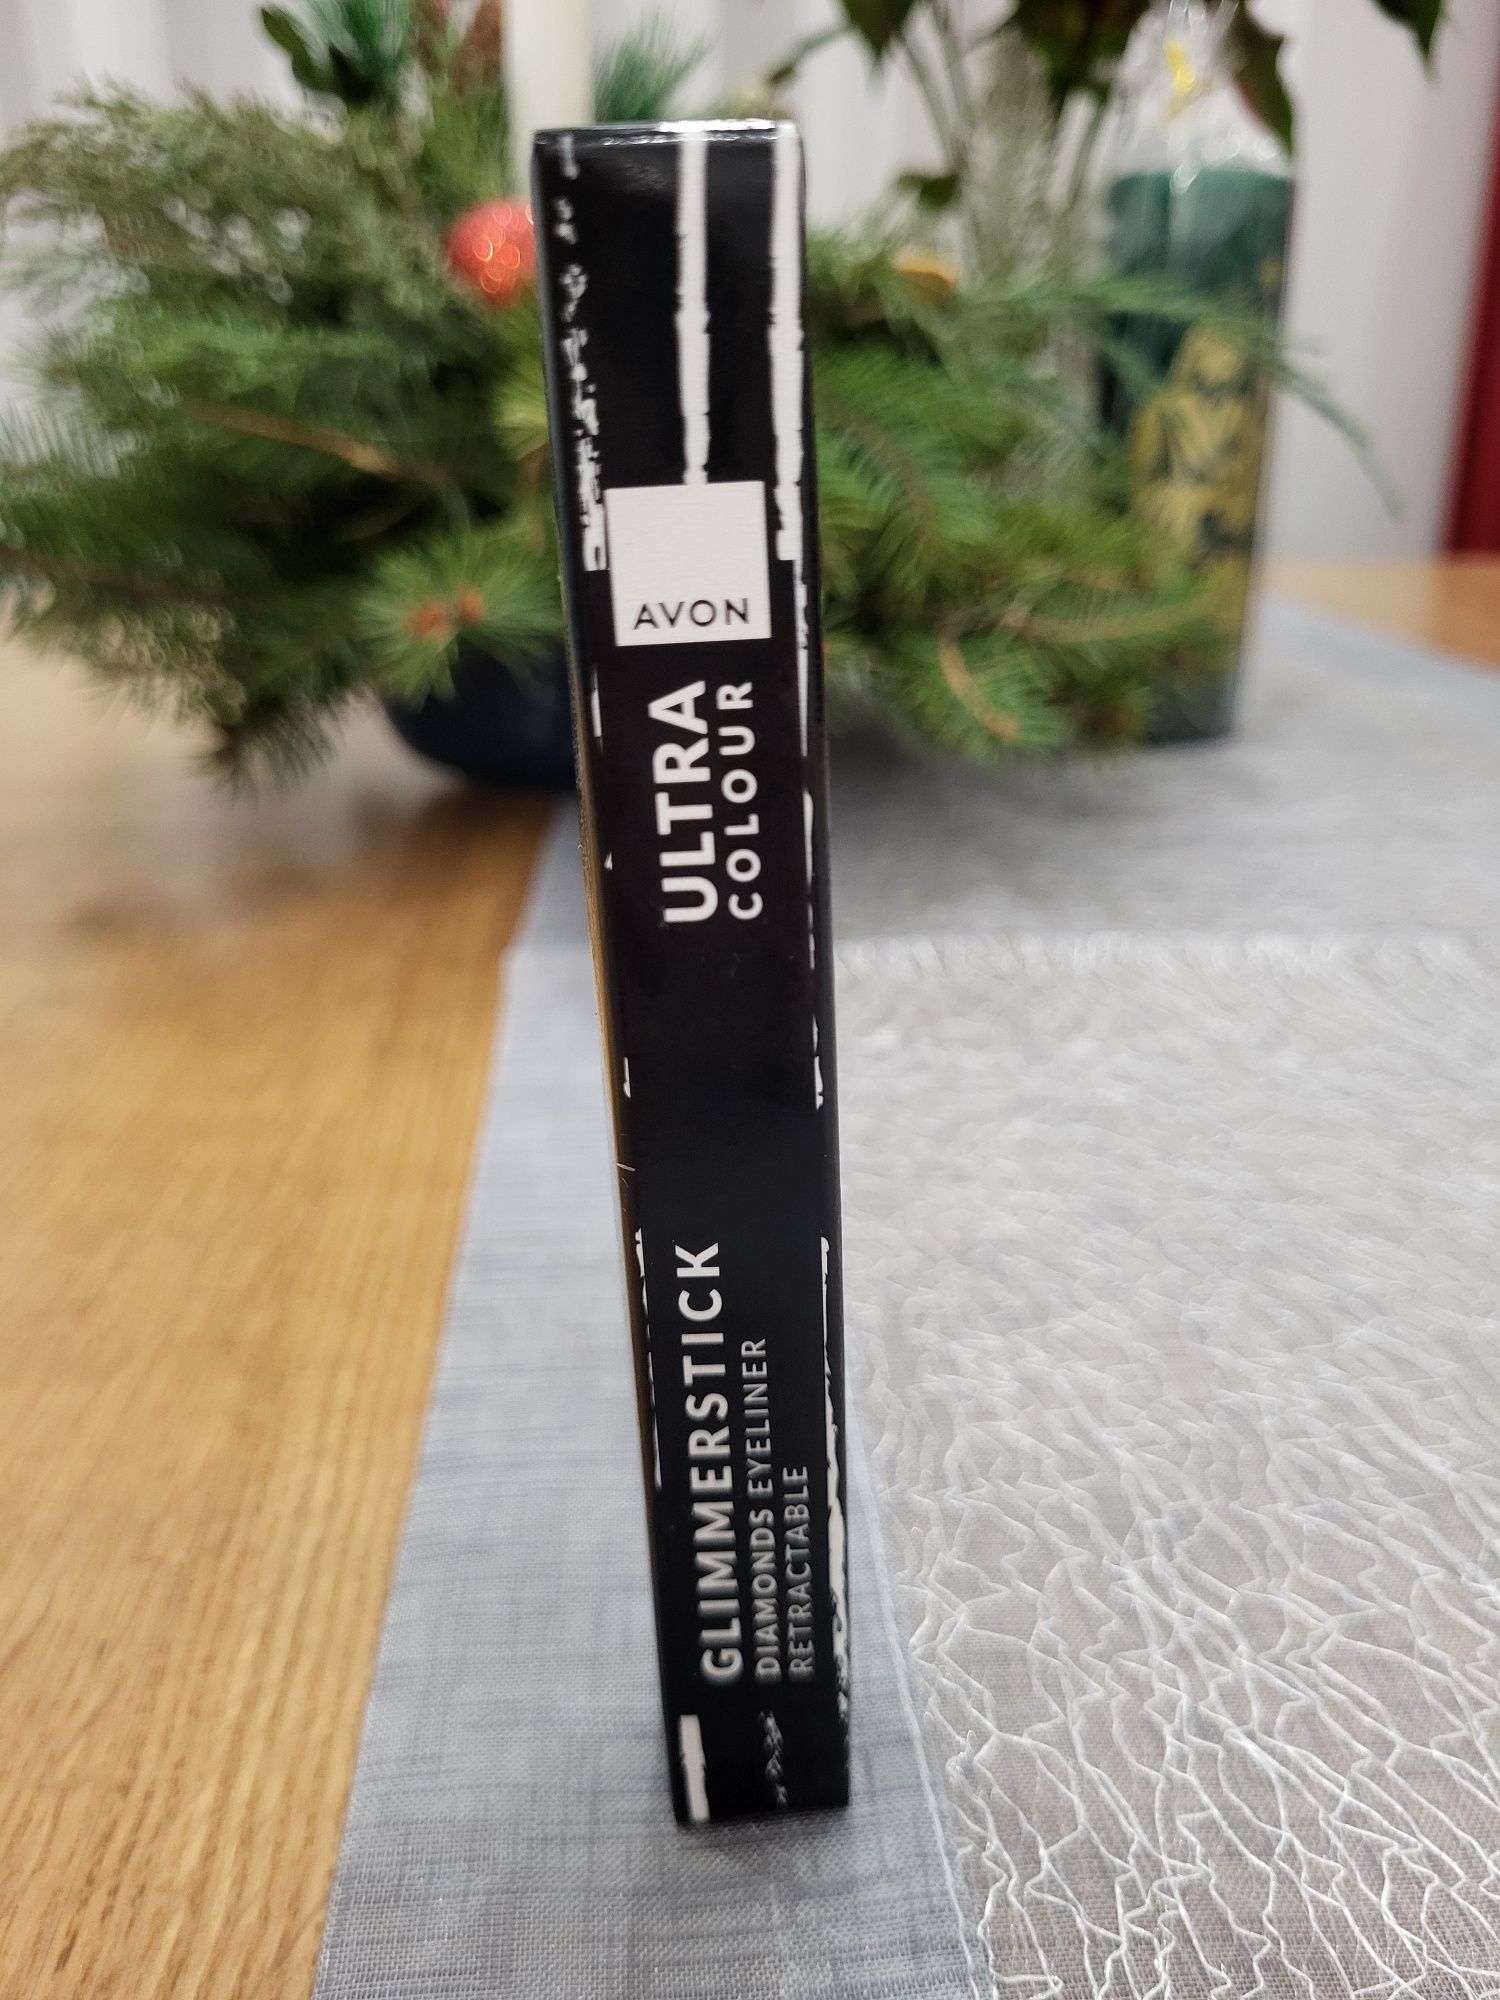 AVON
ULTRA
COLOUR
GLIMMERSTICK
DIAMONDS EYELINER
RETRACTABLE